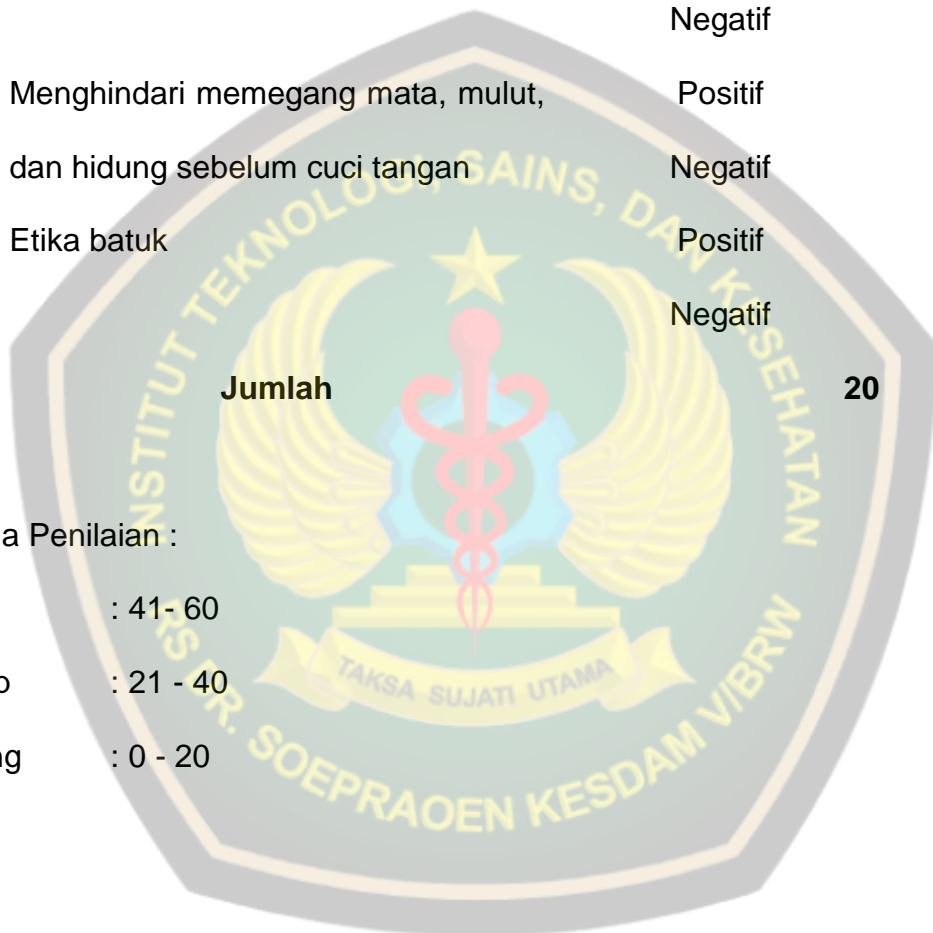 Negatif
Menghindari memegang mata, mulut, Positif
dan hidung sebelum cuci tangan Negatif
Etika batuk Positif
Negatif
Jumlah 20
a Penilaian :
: 41- 60
: 21 - 40
ng : 0 - 20
INSTITUT TEKNOLOGI, SAINS, DAN KESEHATAN
TAKSA SUJATI UTAMA
RS DR. SOEPRAOEN KESDAM V/BRW